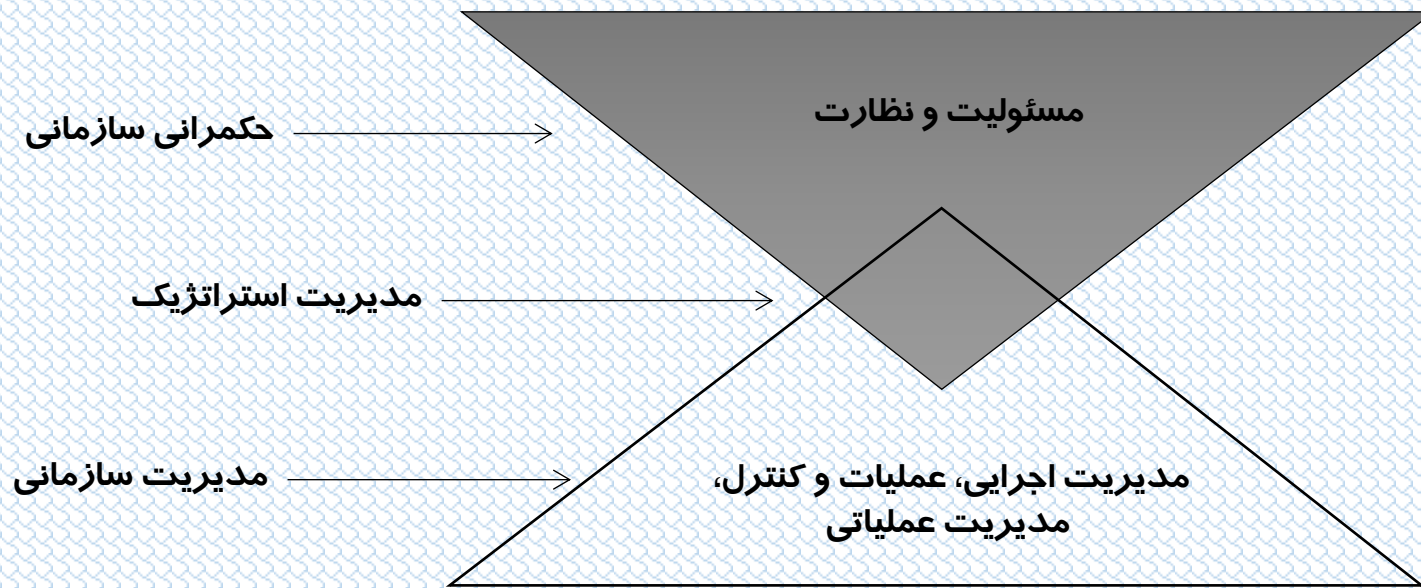 مسئولیت و نظارت
حکمرانی سازمانی
مدیریت استراتژیک
مدیریت سازمانی
مدیریت اجرایی، عملیات و کنترل،
مدیریت عملیاتی